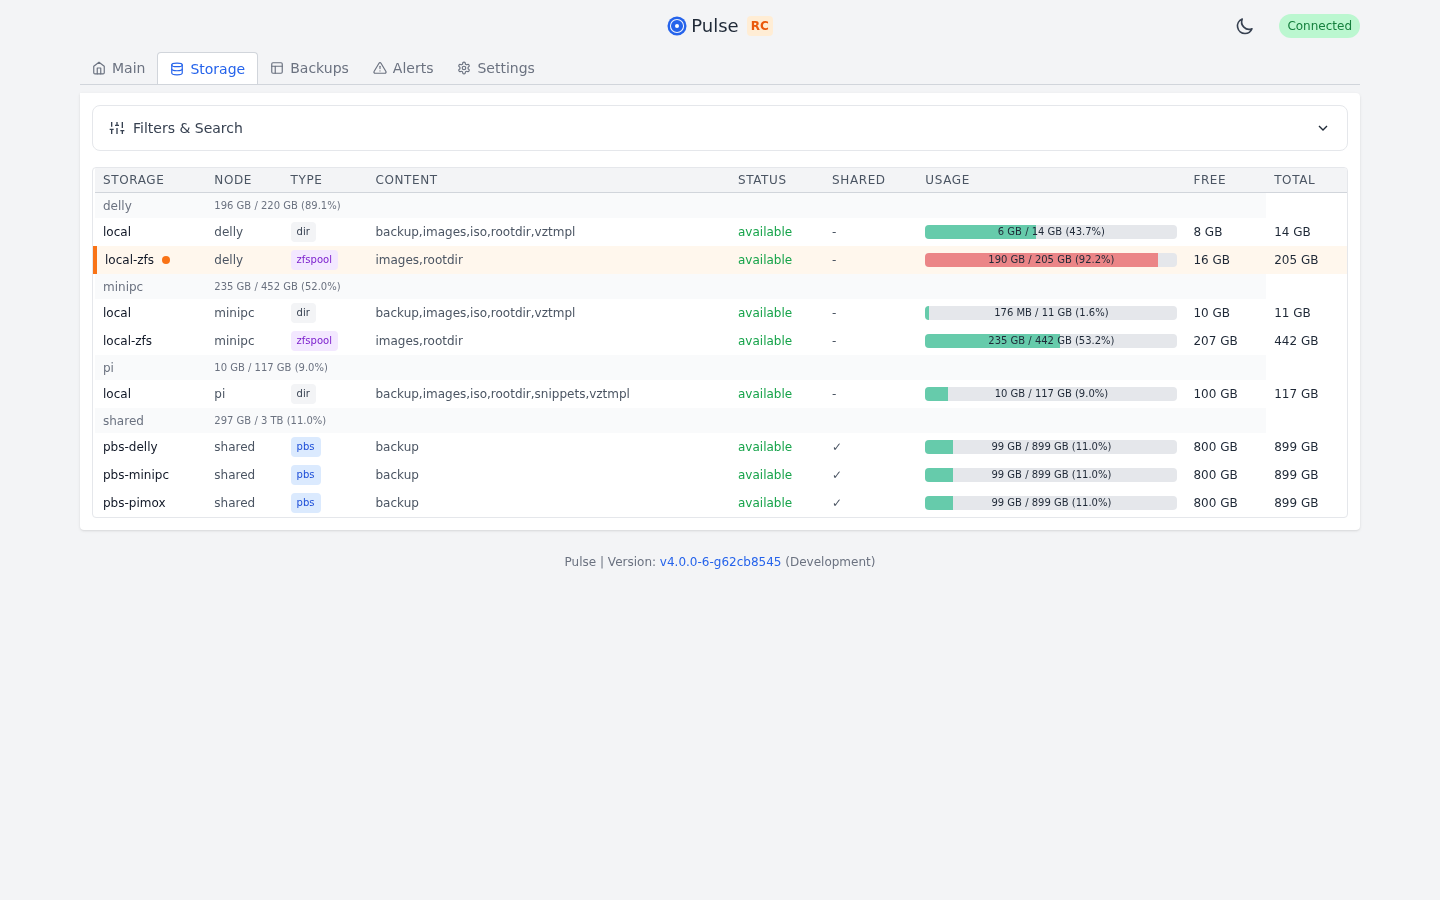 Pulse RC
Connected
Main Storage Backups Alerts Settings
Filters & Search
STORAGE NODE TYPE CONTENT STATUS SHARED USAGE FREE TOTAL
delly 196 GB / 220 GB (89.1%)
local delly dir backup,images,iso,rootdir,vztmpl available - 6 GB / 14 GB (43.7%) 8 GB 14 GB
local-zfs delly zfspool images,rootdir available - 190 GB / 205 GB (92.2%) 16 GB 205 GB
minipc 235 GB / 452 GB (52.0%)
local minipc dir backup,images,iso,rootdir,vztmpl available - 176 MB / 11 GB (1.6%) 10 GB 11 GB
local-zfs minipc zfspool images,rootdir available - 235 GB / 442 GB (53.2%) 207 GB 442 GB
pi 10 GB / 117 GB (9.0%)
local pi dir backup,images,iso,rootdir,snippets,vztmpl available - 10 GB / 117 GB (9.0%) 100 GB 117 GB
shared 297 GB / 3 TB (11.0%)
pbs-delly shared pbs backup available ✓ 99 GB / 899 GB (11.0%) 800 GB 899 GB
pbs-minipc shared pbs backup available ✓ 99 GB / 899 GB (11.0%) 800 GB 899 GB
pbs-pimox shared pbs backup available ✓ 99 GB / 899 GB (11.0%) 800 GB 899 GB
Pulse | Version: v4.0.0-6-g62cb8545 (Development)